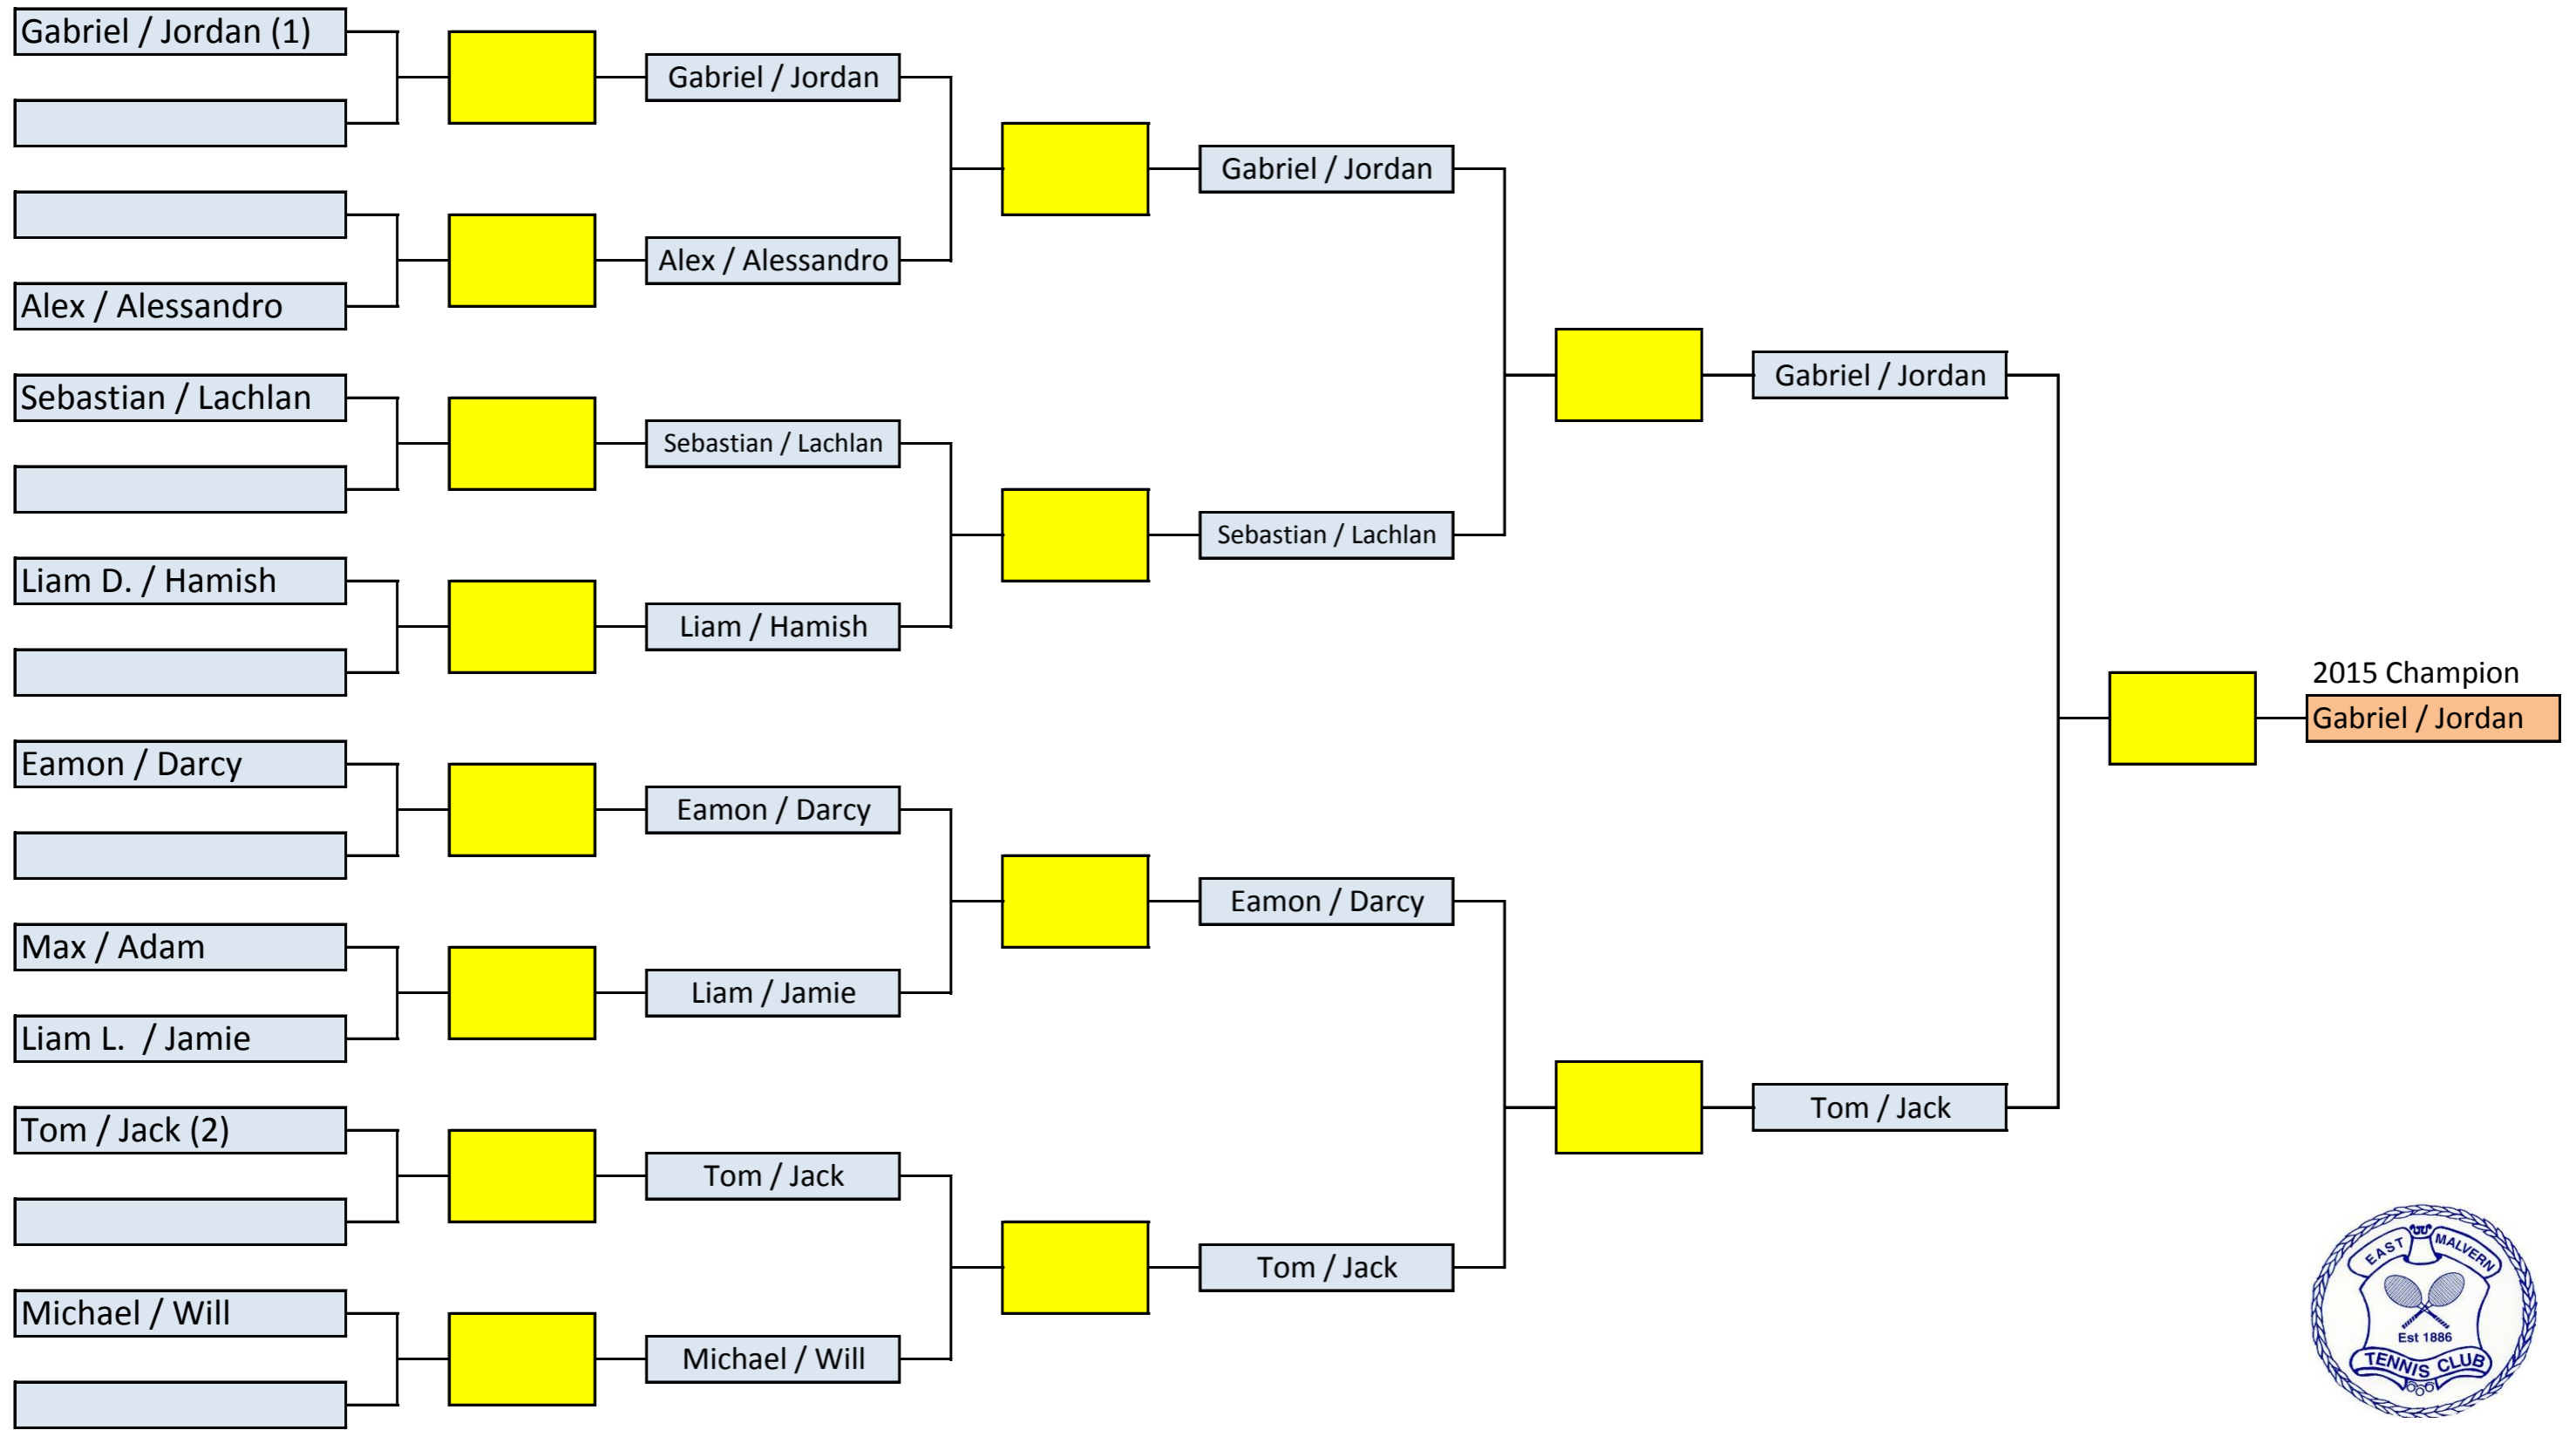 Gabriel / Jordan (1)
Alex / Alessandro
Sebastian / Lachlan
Liam D. / Hamish
Eamon / Darcy
Max / Adam
Liam L.  / Jamie
Tom / Jack (2)
Michael / Will
Gabriel / Jordan
Alex / Alessandro
Sebastian / Lachlan
Liam / Hamish
Eamon / Darcy
Liam / Jamie
Tom / Jack
Michael / Will
Gabriel / Jordan
Sebastian / Lachlan
Eamon / Darcy
Tom / Jack
Gabriel / Jordan
Tom / Jack
2015 Champion
Gabriel / Jordan
EAST MALVERN
Est 1886
TENNIS CLUB